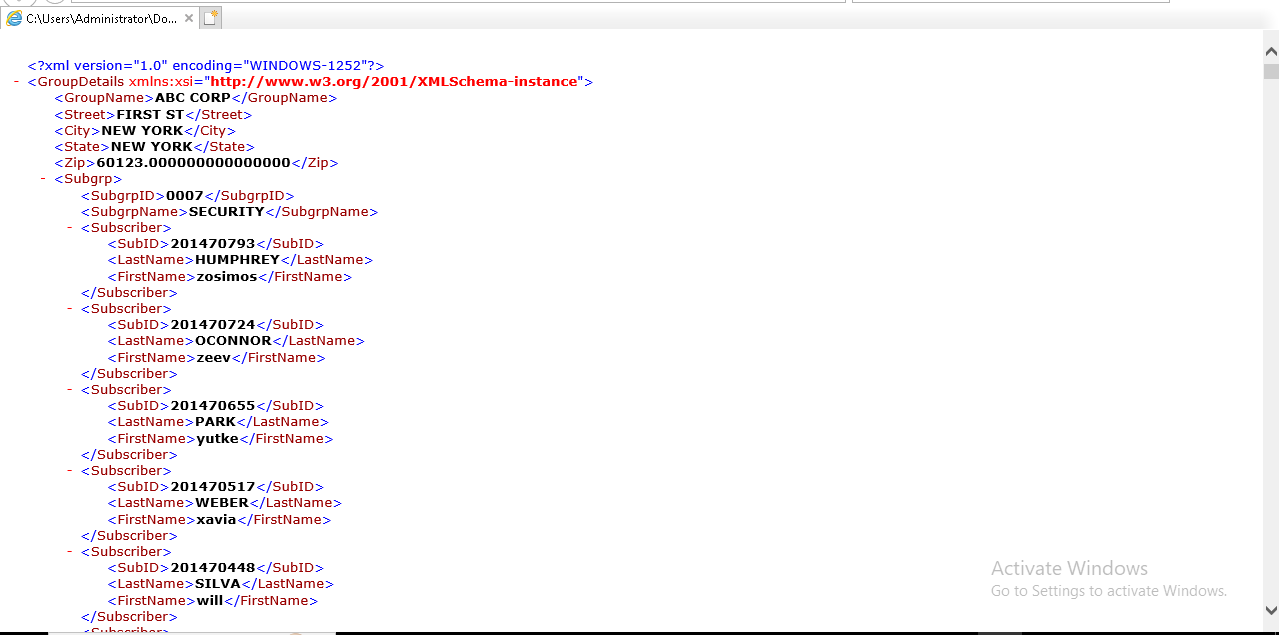 C:\Users\Administrator\Do...
<?xml version="1.0" encoding="WINDOWS-1252"?>
- <GroupDetails xmlns:xsi="http://www.w3.org/2001/XMLSchema-instance">
<GroupName>ABC CORP</GroupName>
<Street>FIRST ST</Street>
<City>NEW YORK</City>
<State>NEW YORK</State>
<Zip>60123.000000000000000</Zip>
- <Subgrp>
<SubgrpID>0007</SubgrpID>
<SubgrpName>SECURITY</SubgrpName>
- <Subscriber>
<SubID>201470793</SubID>
<LastName>HUMPHREY</LastName>
<FirstName>zosimos</FirstName>
</Subscriber>
- <Subscriber>
<SubID>201470724</SubID>
<LastName>OCONNOR</LastName>
<FirstName>zeev</FirstName>
</Subscriber>
- <Subscriber>
<SubID>201470655</SubID>
<LastName>PARK</LastName>
<FirstName>yutke</FirstName>
</Subscriber>
- <Subscriber>
<SubID>201470517</SubID>
<LastName>WEBER</LastName>
<FirstName>xavia</FirstName>
</Subscriber>
- <Subscriber>
<SubID>201470448</SubID>
<LastName>SILVA</LastName>
<FirstName>will</FirstName>
</Subscriber>
<Subscriber>
Activate Windows
Go to Settings to activate Windows.